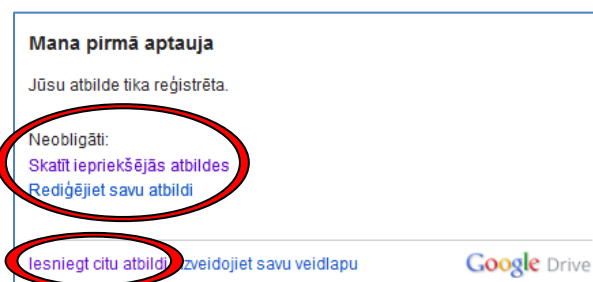 Mana pirmā aptauja
Jūsu atbilde tika reģistrēta.
Neobligāti:
Skatīt iepriekšējās atbildes
Rediģējiet savu atbildi
Iesniegt citu atbildi zveidojiet savu veidlapu
Google Drive